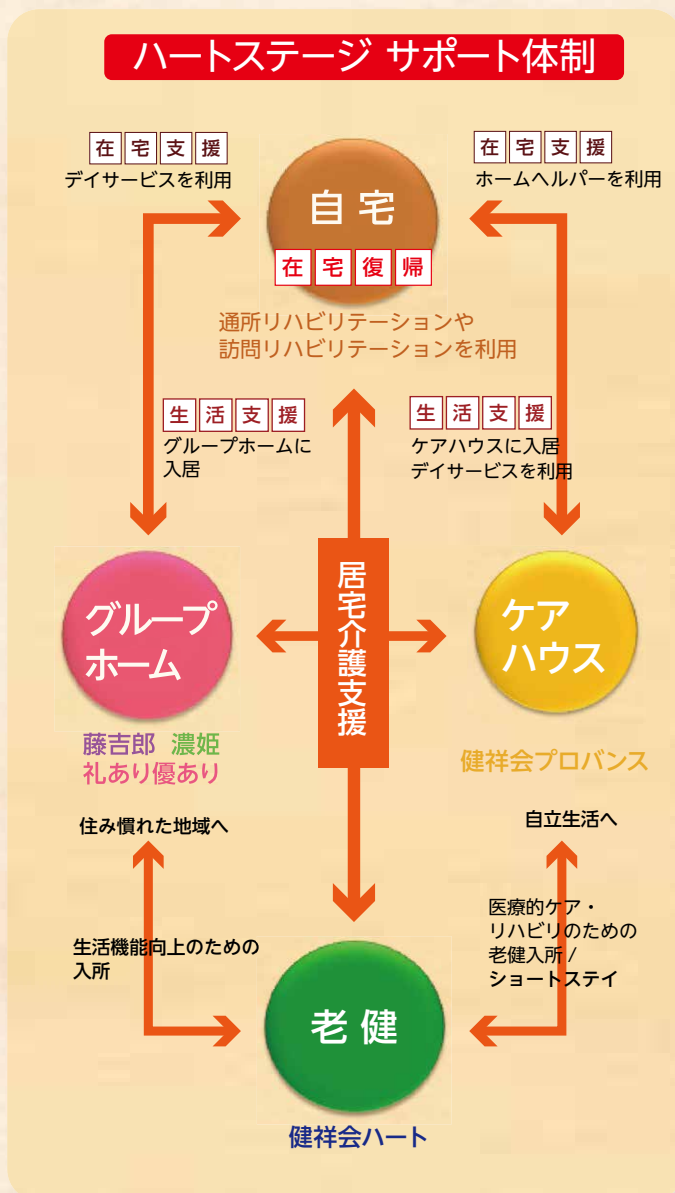 ハートステージ サポート体制
在宅支援
デイサービスを利用
在宅支援
ホームヘルパーを利用
自宅
在宅復帰
通所リハビリテーションや
訪問リハビリテーションを利用
生活支援
グループホームに
入居
生活支援
ケアハウスに入居
デイサービスを利用
居宅介護支援
グループ
ホーム
藤吉郎 濃姫
礼あり優あり
ケア
ハウス
健祥会プロバンス
住み慣れた地域へ
自立生活へ
生活機能向上のための
入所
医療的ケア・
リハビリのための
老健入所 /
ショートステイ
老健
健祥会ハート